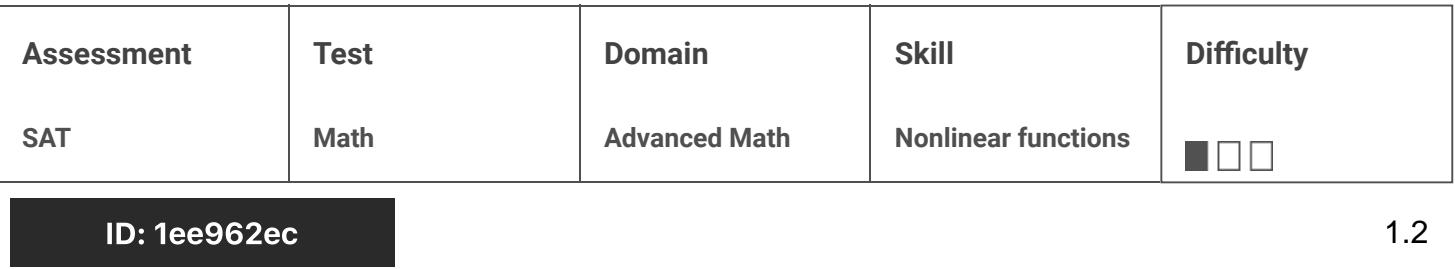 Assessment Test Domain Skill Difficulty
SAT Math Advanced Math Nonlinear functions
ID: 1ee962ec 1.2